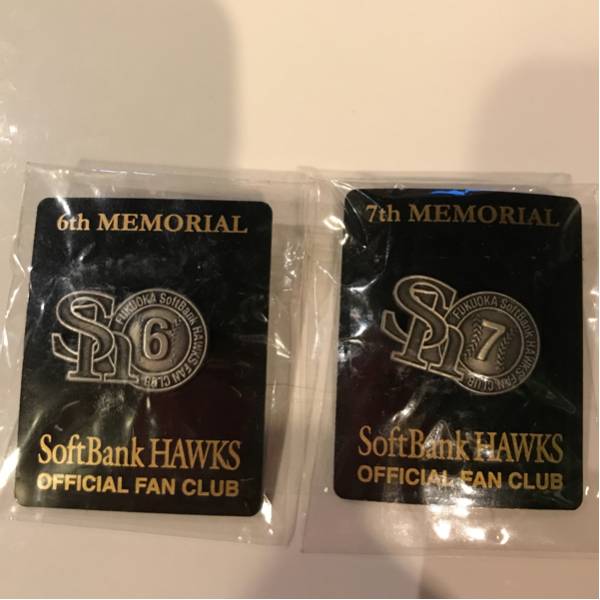 6th MEMORIAL
Sh
FUKUOKA SoftBank HAWKS FAN CLUB
6
SoftBank HAWKS
OFFICIAL FAN CLUB
7th MEMORIAL
Sh
FUKUOKA SoftBank HAWKS FAN CLUB
7
SoftBank HAWKS
OFFICIAL FAN CLUB